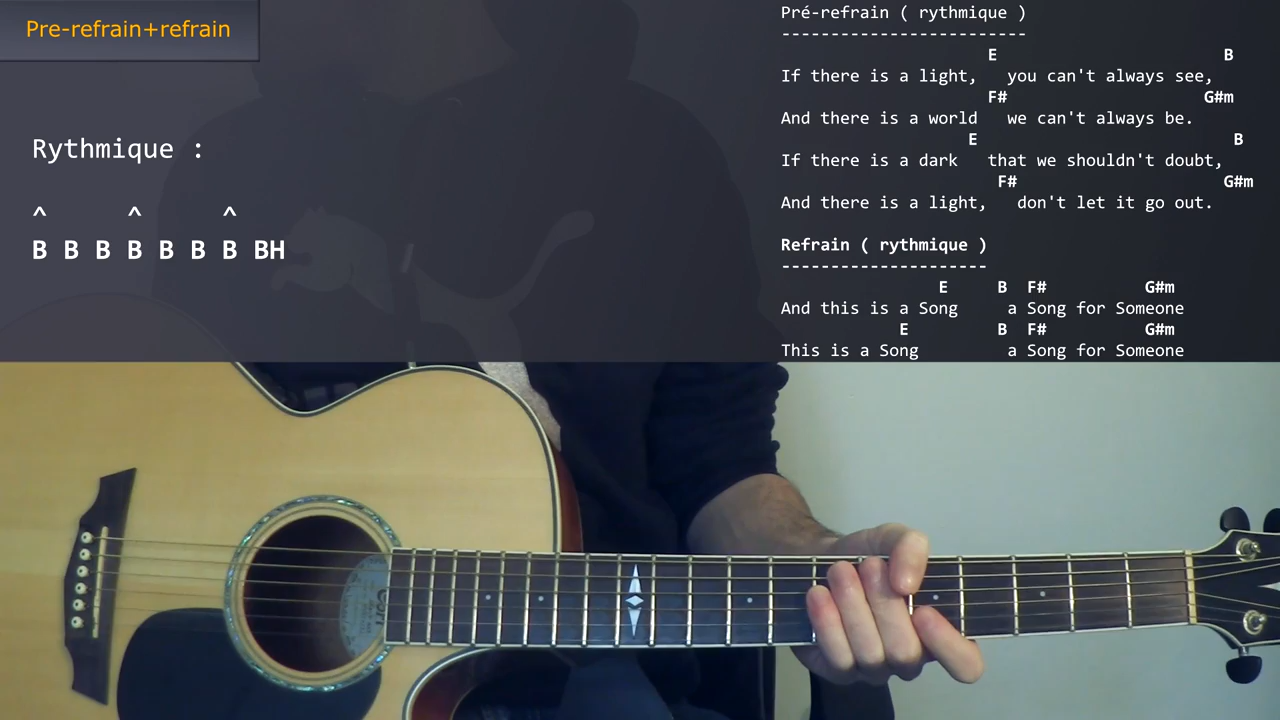 Pre-refrain+refrain
Rythmique :
^ ^ ^
B B B B B B B BH
Pré-refrain ( rythmique )
-------------------------
E B
If there is a light, you can't always see,
F# G#m
And there is a world we can't always be.
E B
If there is a dark that we shouldn't doubt,
F# G#m
And there is a light, don't let it go out.
Refrain ( rythmique )
---------------------
E B F# G#m
And this is a Song a Song for Someone
E B F# G#m
This is a Song a Song for Someone